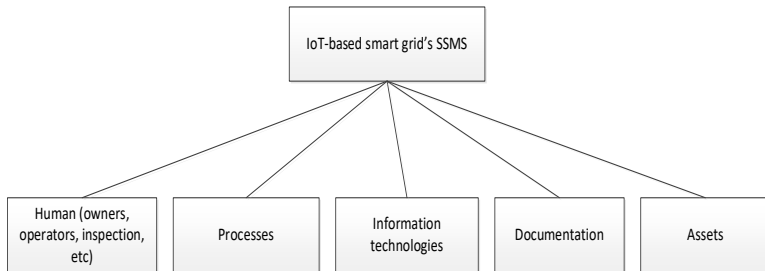 IoT-based smart grid's SSMS
Human (owners,
operators, inspection,
etc)
Processes
Information
technologies
Documentation
Assets